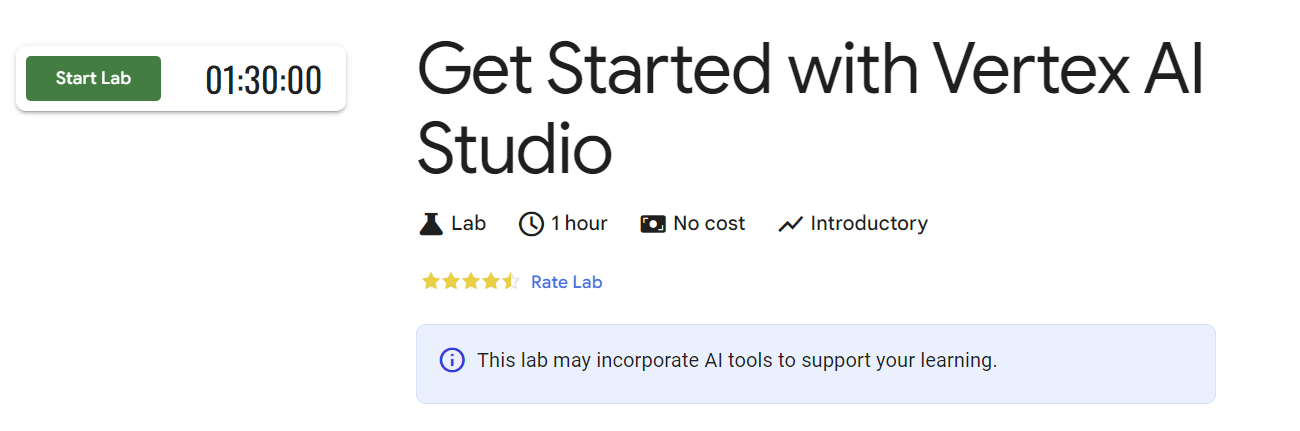 Start Lab
01:30:00
Get Started with Vertex AI
Studio
Lab
1 hour
No cost
Introductory
Rate Lab
This lab may incorporate AI tools to support your learning.